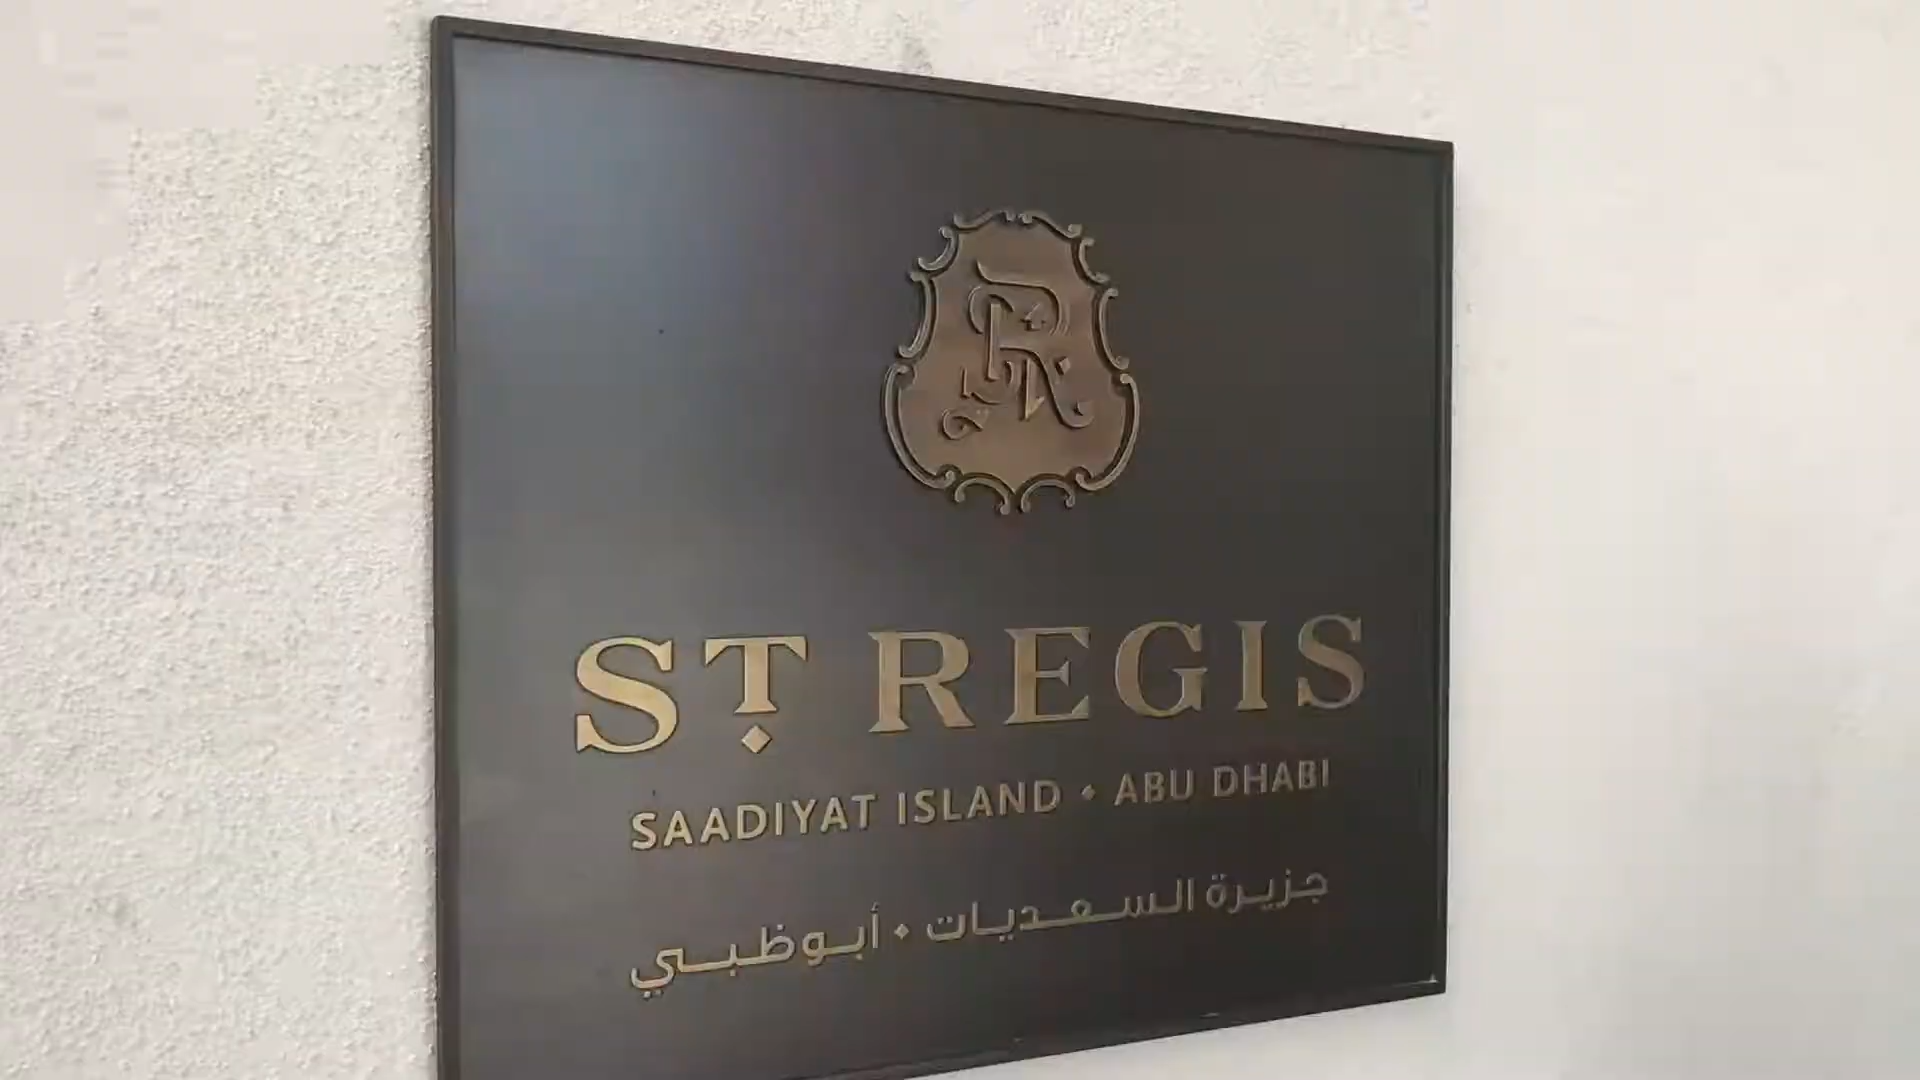 ST. REGIS
SAADIYAT ISLAND • ABU DHABI
جزيرة السعديات • أبوظبي